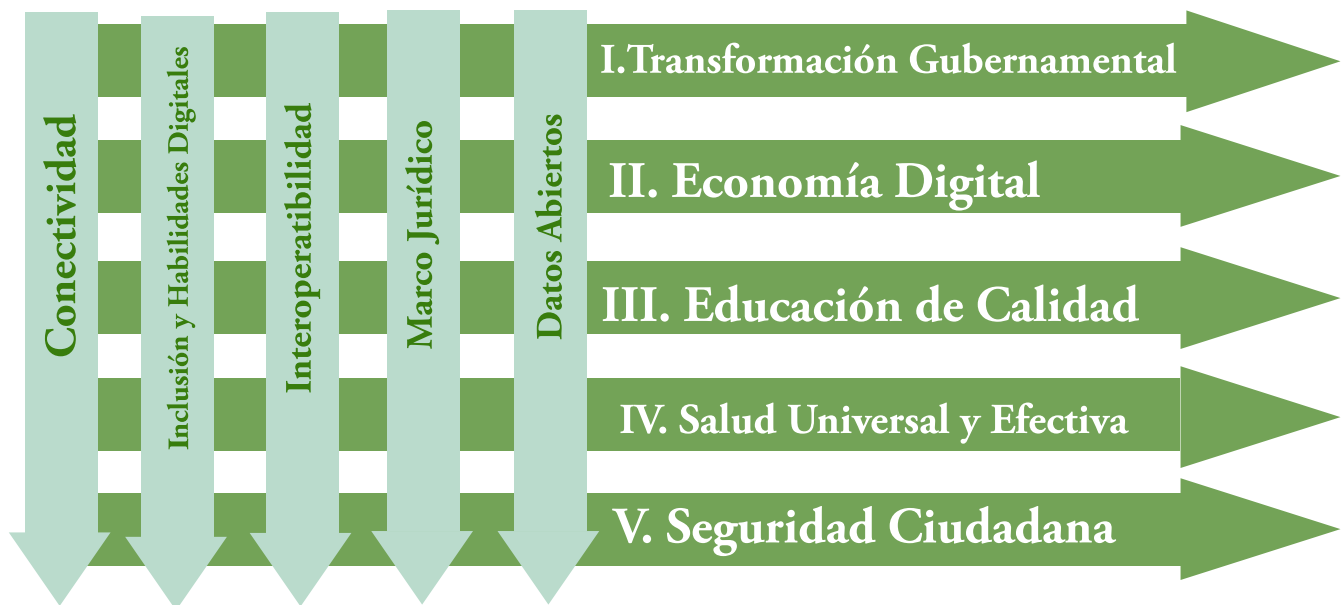 Conectividad
Inclusión y Habilidades Digitales
Interoperatibilidad
Marco Jurídico
Datos Abiertos
I.Transformación Gubernamental
II. Economía Digital
III. Educación de Calidad
IV. Salud Universal y Efectiva
V. Seguridad Ciudadana